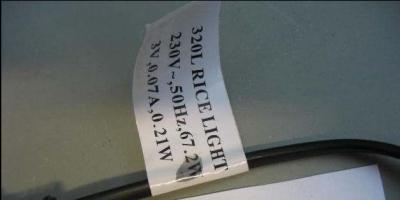 320L RICE LIGHT
230V~,50Hz,67.2W
3V,0.07A,0.21W